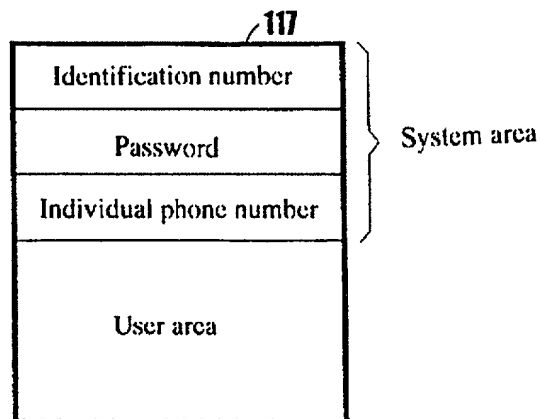 117
Identification number
Password
System area
Individual phone number
User area